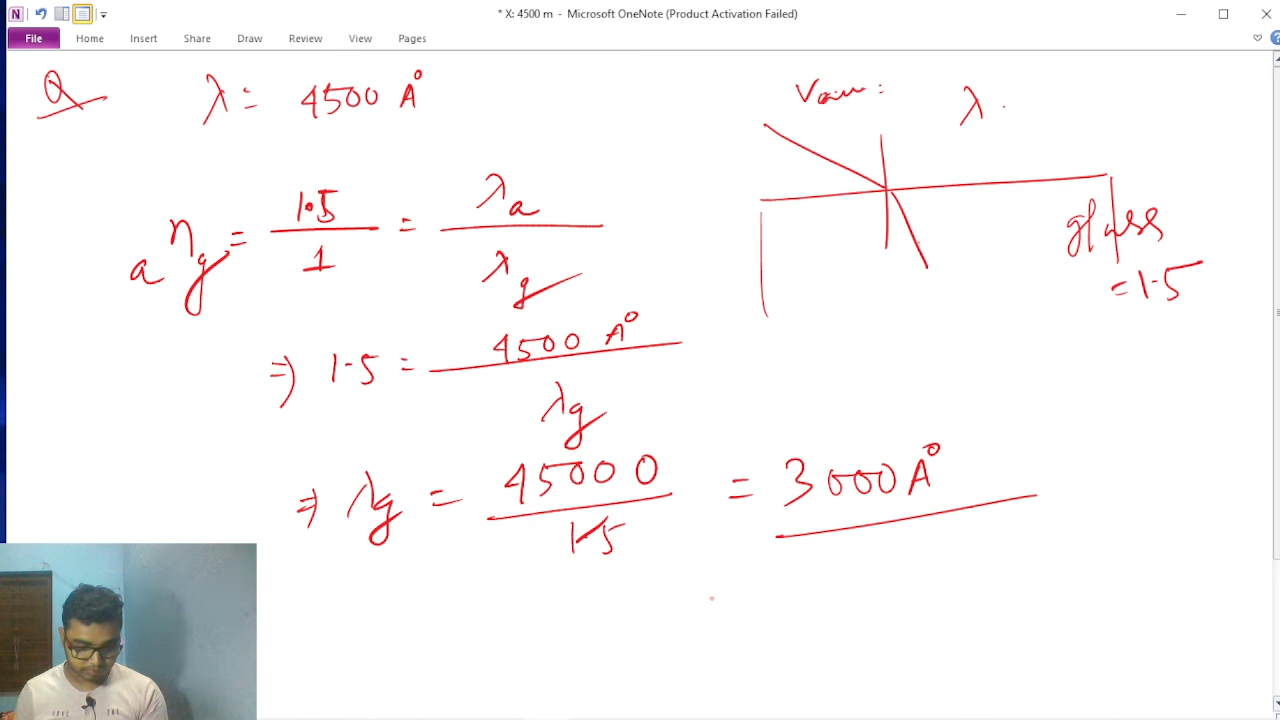 * X: 4500 m - Microsoft OneNote (Product Activation Failed)
File Home Insert Share Draw Review View Pages
Q λ = 4500 A°
λ
glass
= 1.5
aηg = 1.5/1 = λa/λg
⇒ 1.5 = 4500 A°/λg
⇒ λg = 45000/15 = 3000 A°